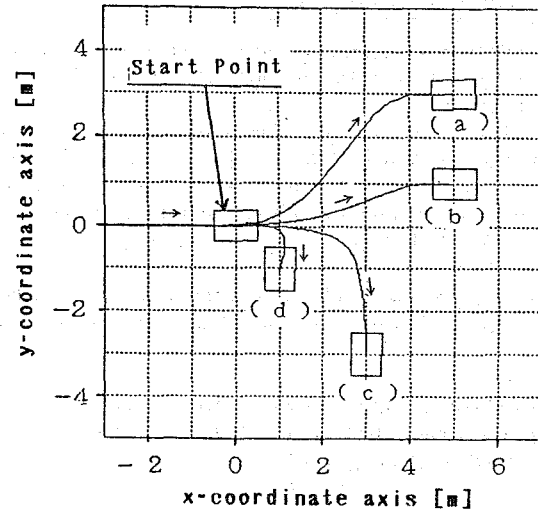 4
Start Point
( a )
2
( b )
0
( d )
-2
( c )
-4
-2 0 2 4 6
x-coordinate axis [m]
y-coordinate axis [m]